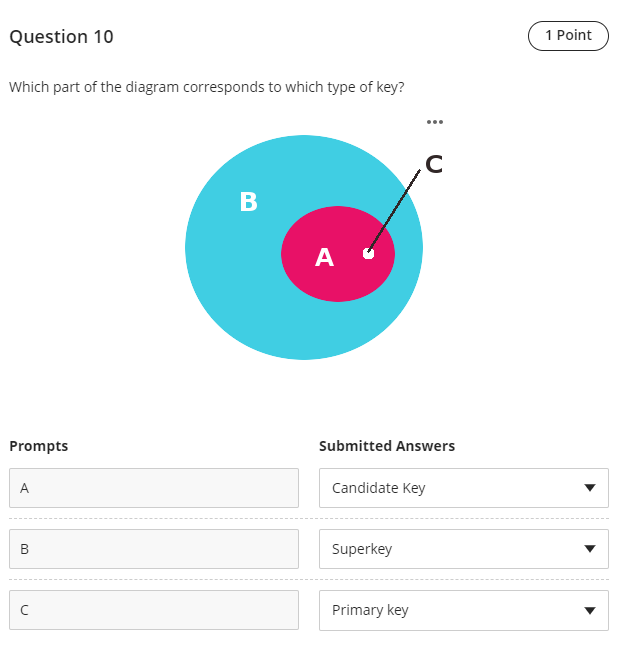 Question 10
1 Point
Which part of the diagram corresponds to which type of key?
C
B
A
Prompts
Submitted Answers
A
Candidate Key
B
Superkey
C
Primary key